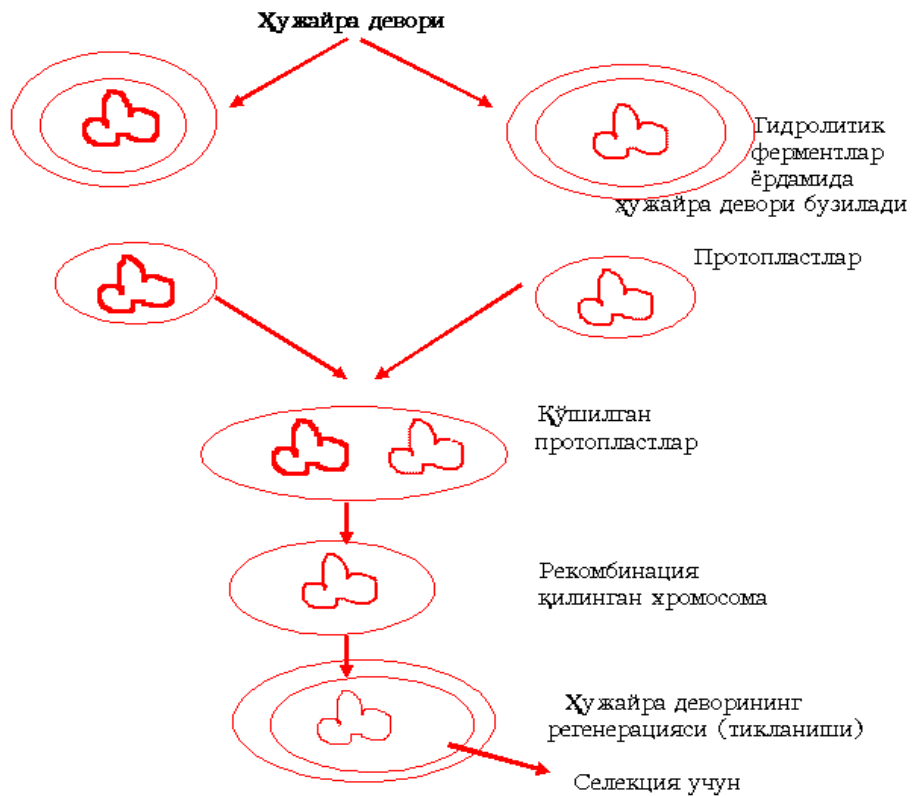 Ҳужайра девори
Гидролитик
ферментлар
ёрдамида
ҳужайра девори бузилади
Протопластлар
Қўшилган
протопластлар
Рекомбинация
қилинган хромосома
Ҳужайра деворининг
регенерацияси (тикланиши)
Селекция учун